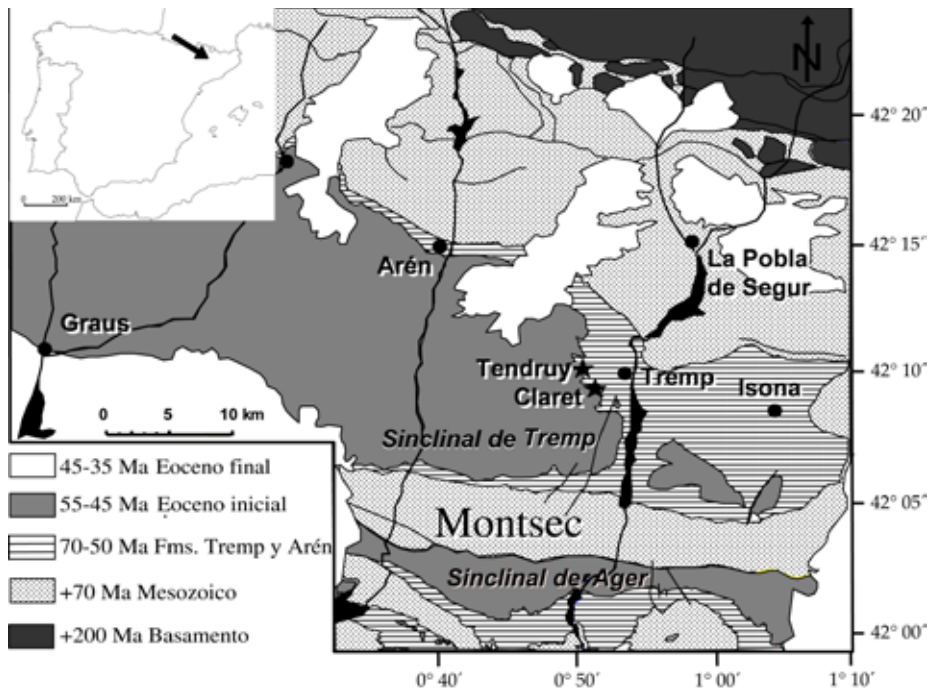 0 200 km
N
42° 20´
42° 15´
42° 10´
42° 05´
42° 00´
Arén
La Pobla
de Segur
Graus
Tendruy
Claret
Tremp
Isona
0 5 10 km
Sinclinal de Tremp
Montsec
Sinclinal de Ager
45-35 Ma Eoceno final
55-45 Ma Eoceno inicial
70-50 Ma Fms. Tremp y Arén
+70 Ma Mesozoico
+200 Ma Basamento
0° 40´ 0° 50´ 1° 00´ 1° 10´